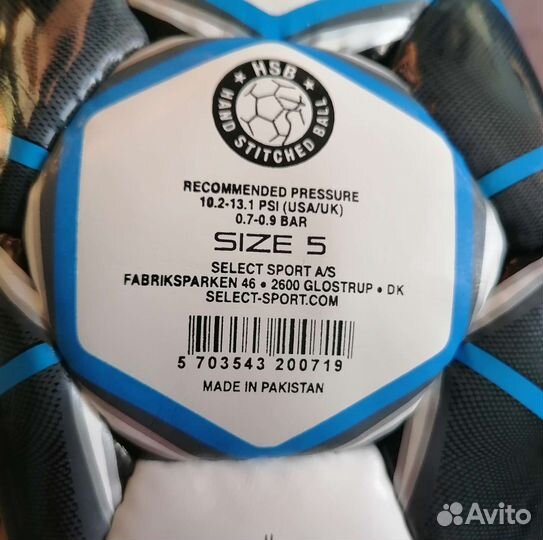 HSB
HAND STITCHED BALL
RECOMMENDED PRESSURE
10.2-13.1 PSI (USA/UK)
0.7-0.9 BAR
SIZE 5
SELECT SPORT A/S
FABRIKSPARKEN 46 • 2600 GLOSTRUP • DK
SELECT-SPORT.COM
5 703543 200719
MADE IN PAKISTAN
Avito